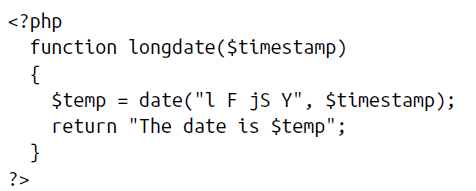 <?php
  function longdate($timestamp)
  {
    $temp = date("l F jS Y", $timestamp);
    return "The date is $temp";
  }
?>